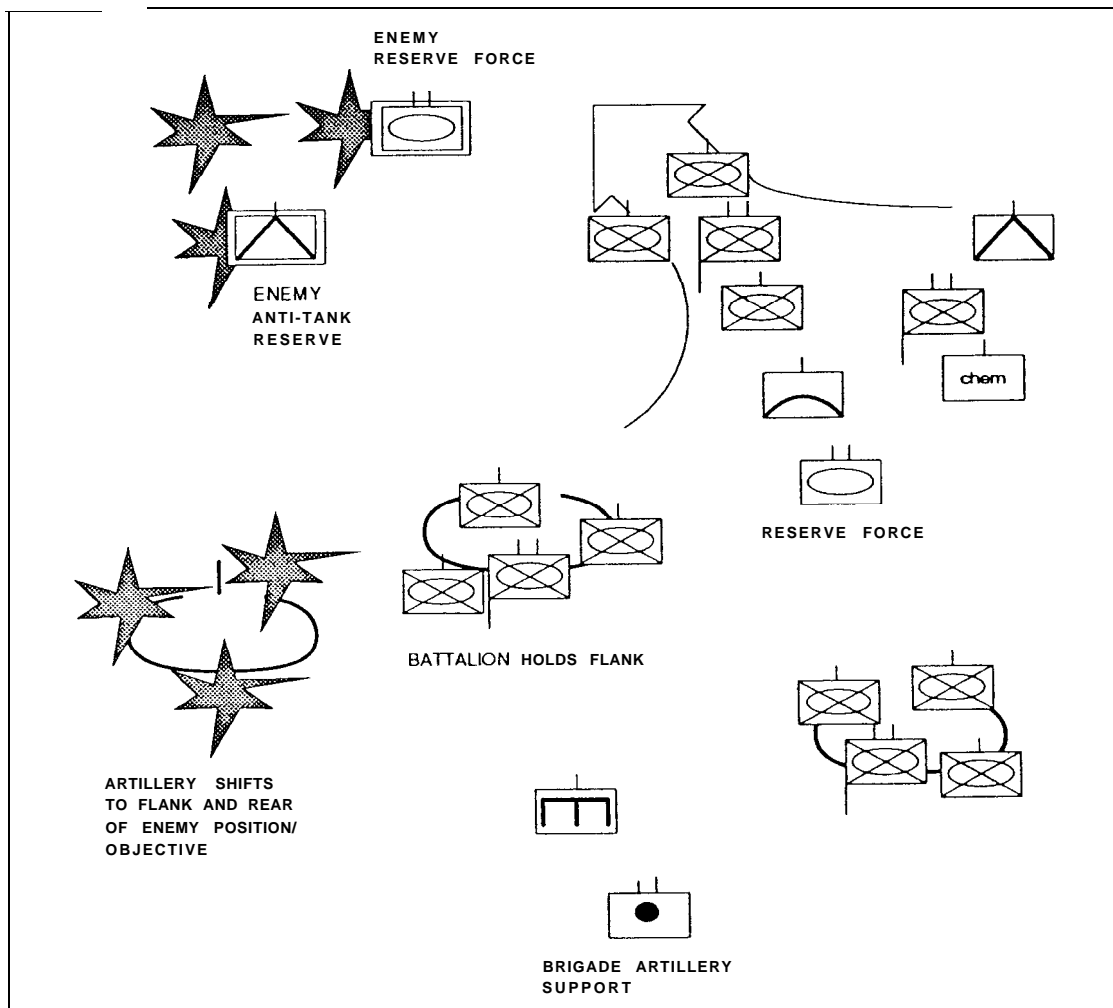 ENEMY
RESERVE FORCE
ENEMY
ANTI-TANK
RESERVE
chem
RESERVE FORCE
BATTALION HOLDS FLANK
ARTILLERY SHIFTS
TO FLANK AND REAR
OF ENEMY POSITION/
OBJECTIVE
BRIGADE ARTILLERY
SUPPORT